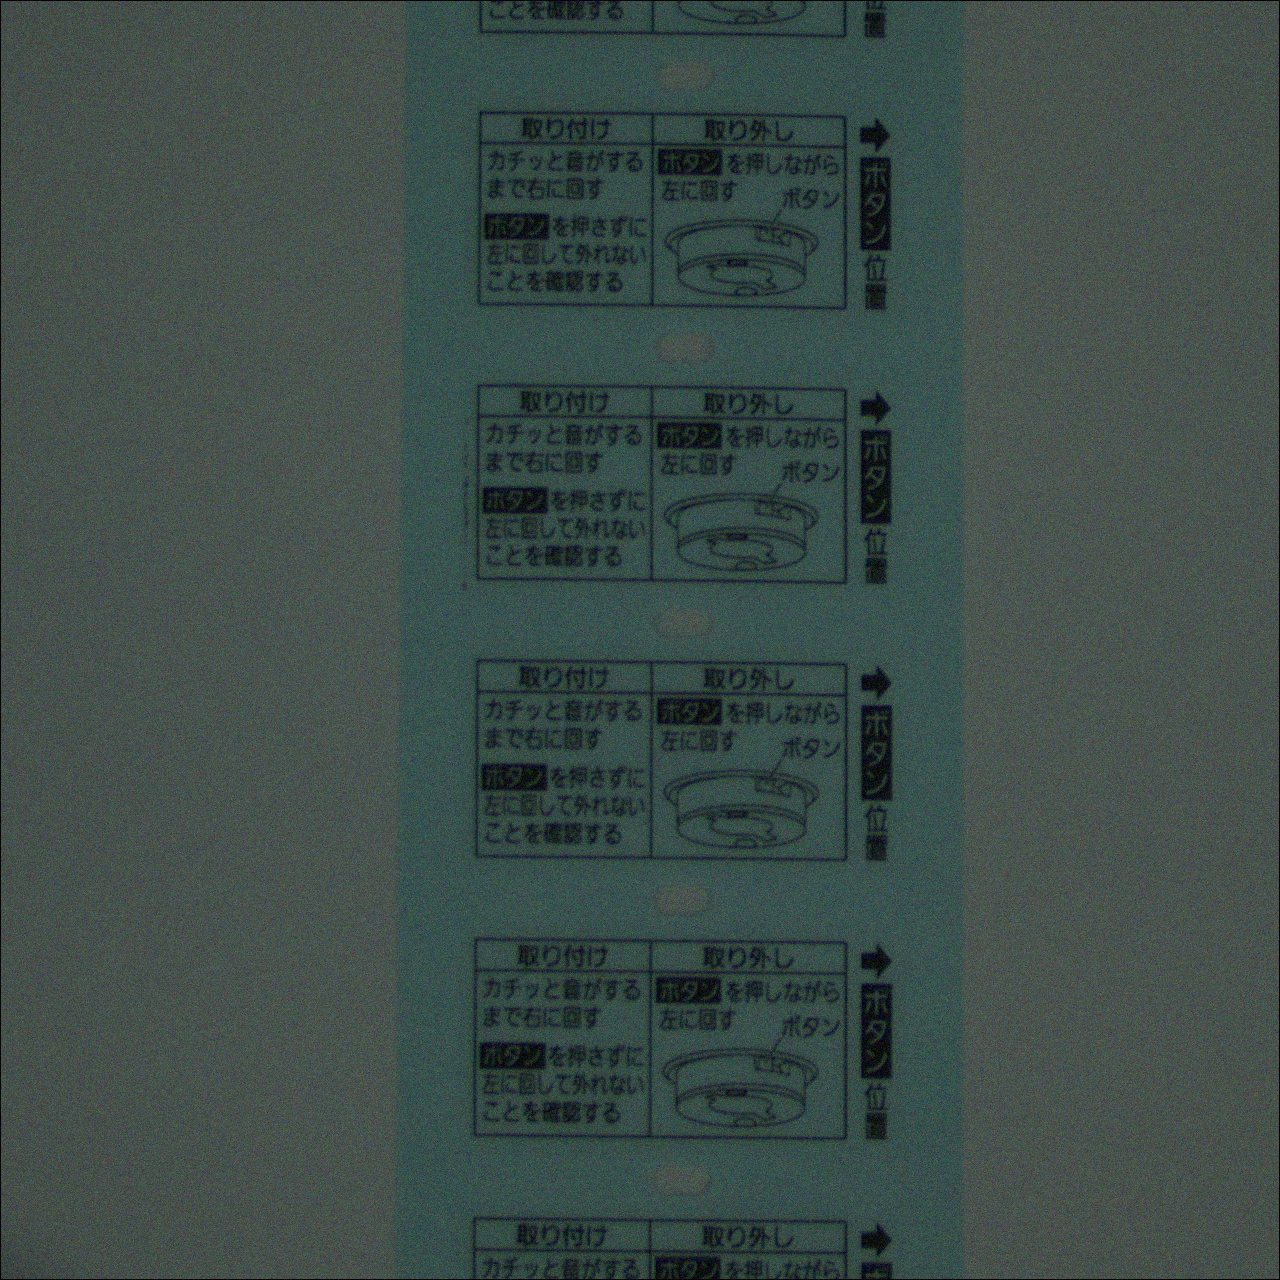 ことを確認する
位置
取り付け
取り外し
カチッと音がする
まで右に回す
ボタンを押さずに
左に回して外れない
ことを確認する
ボタンを押しながら
左に回す
ボタン
➡ボタン位置
取り付け
取り外し
カチッと音がする
まで右に回す
ボタンを押さずに
左に回して外れない
ことを確認する
ボタンを押しながら
左に回す
ボタン
➡ボタン位置
取り付け
取り外し
カチッと音がする
まで右に回す
ボタンを押さずに
左に回して外れない
ことを確認する
ボタンを押しながら
左に回す
ボタン
➡ボタン位置
取り付け
取り外し
カチッと音がする
まで右に回す
ボタンを押さずに
左に回して外れない
ことを確認する
ボタンを押しながら
左に回す
ボタン
➡ボタン位置
取り付け
取り外し
カチッと音がする
ボタンを押しながら
➡ボ